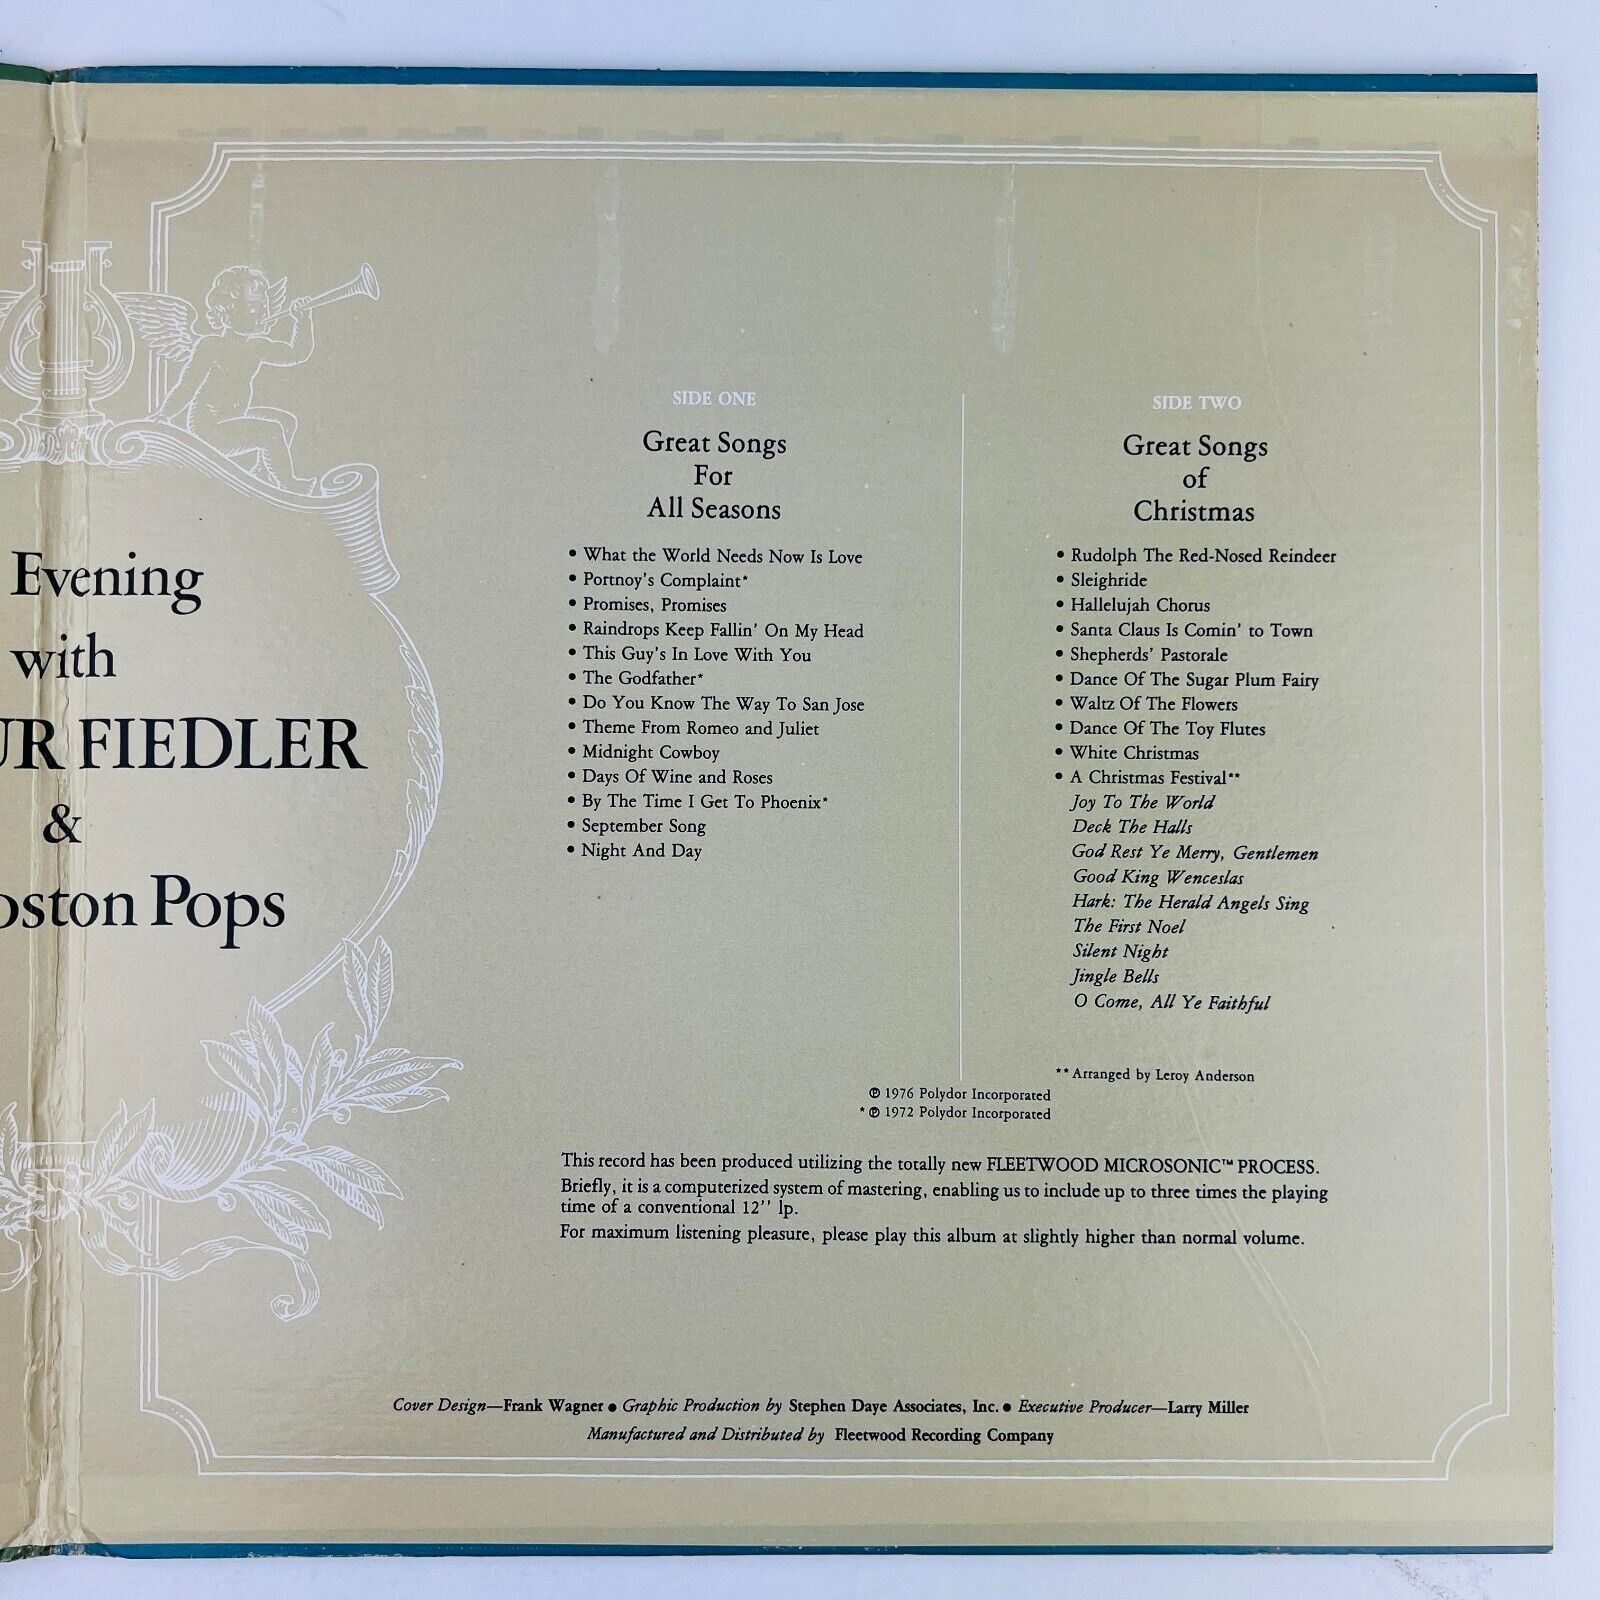 Evening
with
UR FIEDLER
&
oston Pops
SIDE ONE
Great Songs
For
All Seasons
• What the World Needs Now Is Love
• Portnoy's Complaint*
• Promises, Promises
• Raindrops Keep Fallin' On My Head
• This Guy's In Love With You
• The Godfather*
• Do You Know The Way To San Jose
• Theme From Romeo and Juliet
• Midnight Cowboy
• Days Of Wine and Roses
• By The Time I Get To Phoenix*
• September Song
• Night And Day
SIDE TWO
Great Songs
of
Christmas
• Rudolph The Red-Nosed Reindeer
• Sleighride
• Hallelujah Chorus
• Santa Claus Is Comin' to Town
• Shepherds' Pastorale
• Dance Of The Sugar Plum Fairy
• Waltz Of The Flowers
• Dance Of The Toy Flutes
• White Christmas
• A Christmas Festival**
Joy To The World
Deck The Halls
God Rest Ye Merry, Gentlemen
Good King Wenceslas
Hark: The Herald Angels Sing
The First Noel
Silent Night
Jingle Bells
O Come, All Ye Faithful
**Arranged by Leroy Anderson
℗ 1976 Polydor Incorporated
* ℗ 1972 Polydor Incorporated
This record has been produced utilizing the totally new FLEETWOOD MICROSONIC™ PROCESS.
Briefly, it is a computerized system of mastering, enabling us to include up to three times the playing
time of a conventional 12'' lp.
For maximum listening pleasure, please play this album at slightly higher than normal volume.
Cover Design—Frank Wagner • Graphic Production by Stephen Daye Associates, Inc. • Executive Producer—Larry Miller
Manufactured and Distributed by Fleetwood Recording Company